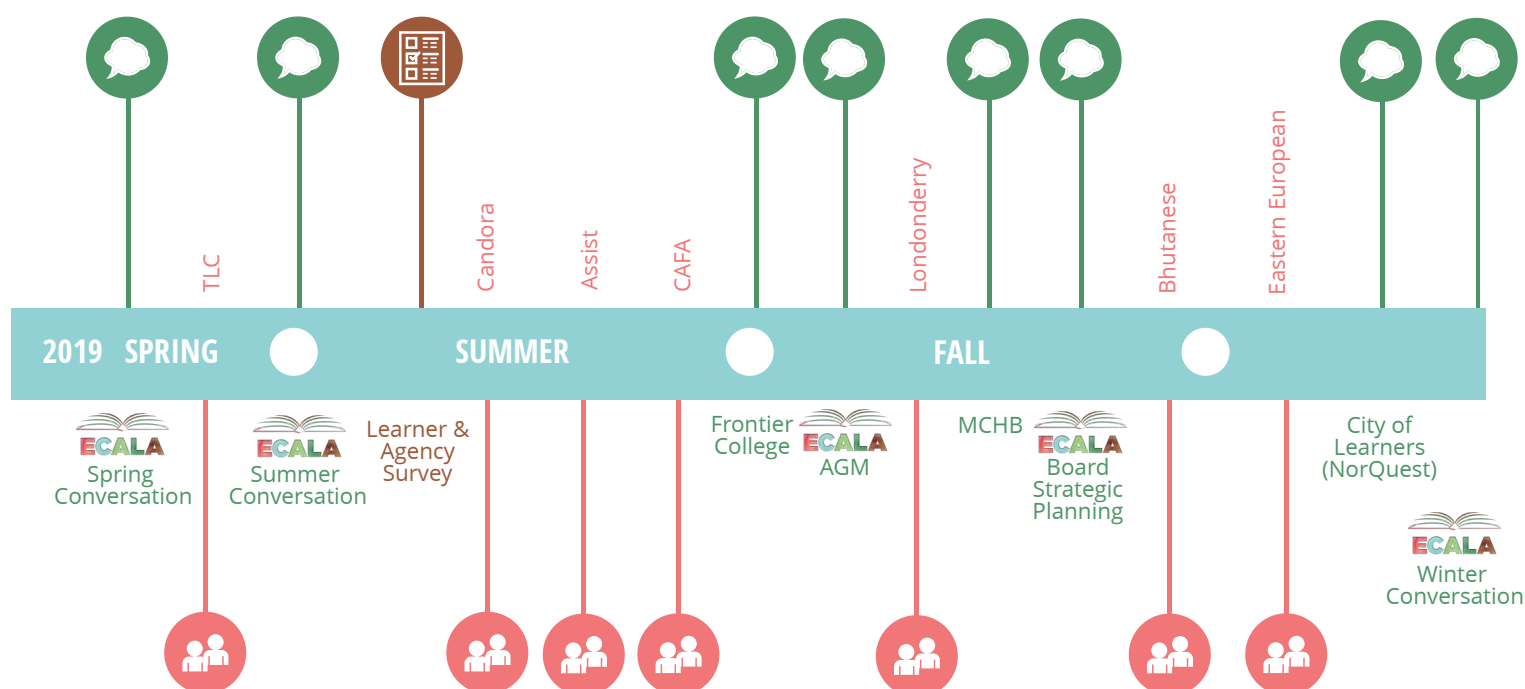 TLC
Candora
Assist
CAFA
Londonderry
Bhutanese
Eastern European
2019 SPRING
SUMMER
FALL
ECALA
Spring
Conversation
ECALA
Summer
Conversation
Learner &
Agency
Survey
Frontier
College
ECALA
AGM
MCHB
ECALA
Board
Strategic
Planning
City of
Learners
(NorQuest)
ECALA
Winter
Conversation